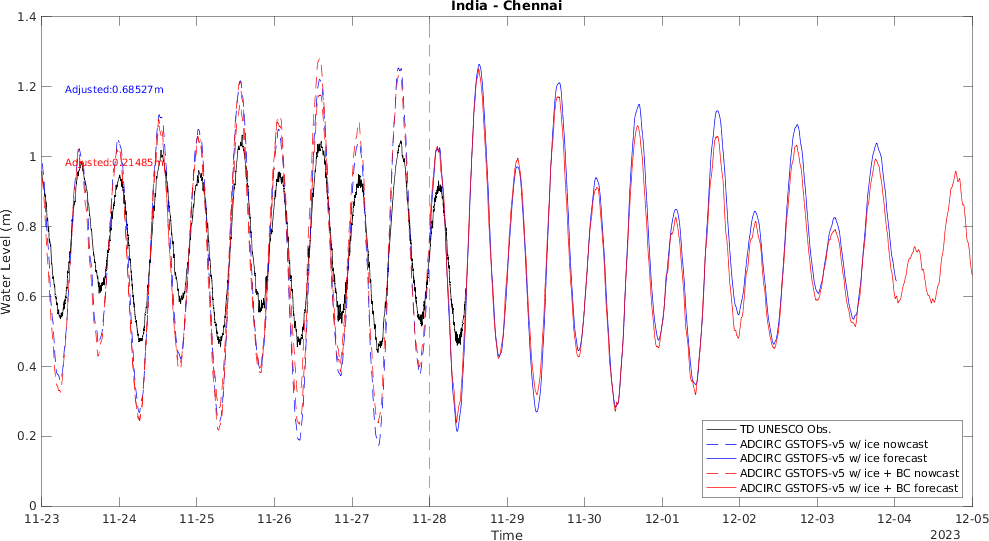 India - Chennai
1.4
1.2
1
0.8
0.6
0.4
0.2
0
Water Level (m)
Adjusted:0.68527m
Adjusted:0.21485m
TD UNESCO Obs.
ADCIRC GSTOFS-v5 w/ ice nowcast
ADCIRC GSTOFS-v5 w/ ice forecast
ADCIRC GSTOFS-v5 w/ ice + BC nowcast
ADCIRC GSTOFS-v5 w/ ice + BC forecast
11-23 11-24 11-25 11-26 11-27 11-28 11-29 11-30 12-01 12-02 12-03 12-04 12-05
Time
2023